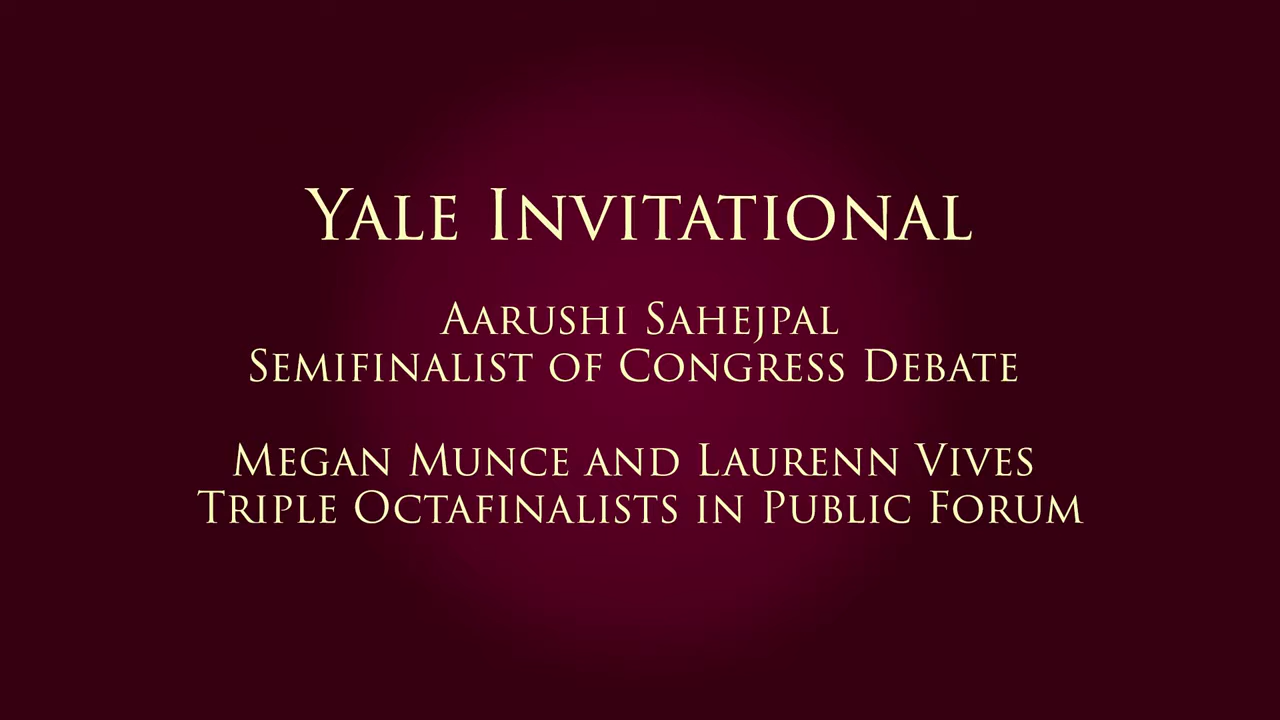 Yale Invitational
Aarushi Sahejpal
Semifinalist of Congress Debate
Megan Munce and Laurenn Vives
Triple Octafinalists in Public Forum